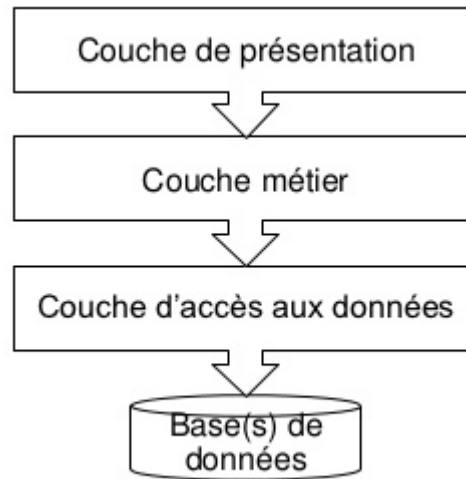 Couche de présentation
Couche métier
Couche d'accès aux données
Base(s) de
données